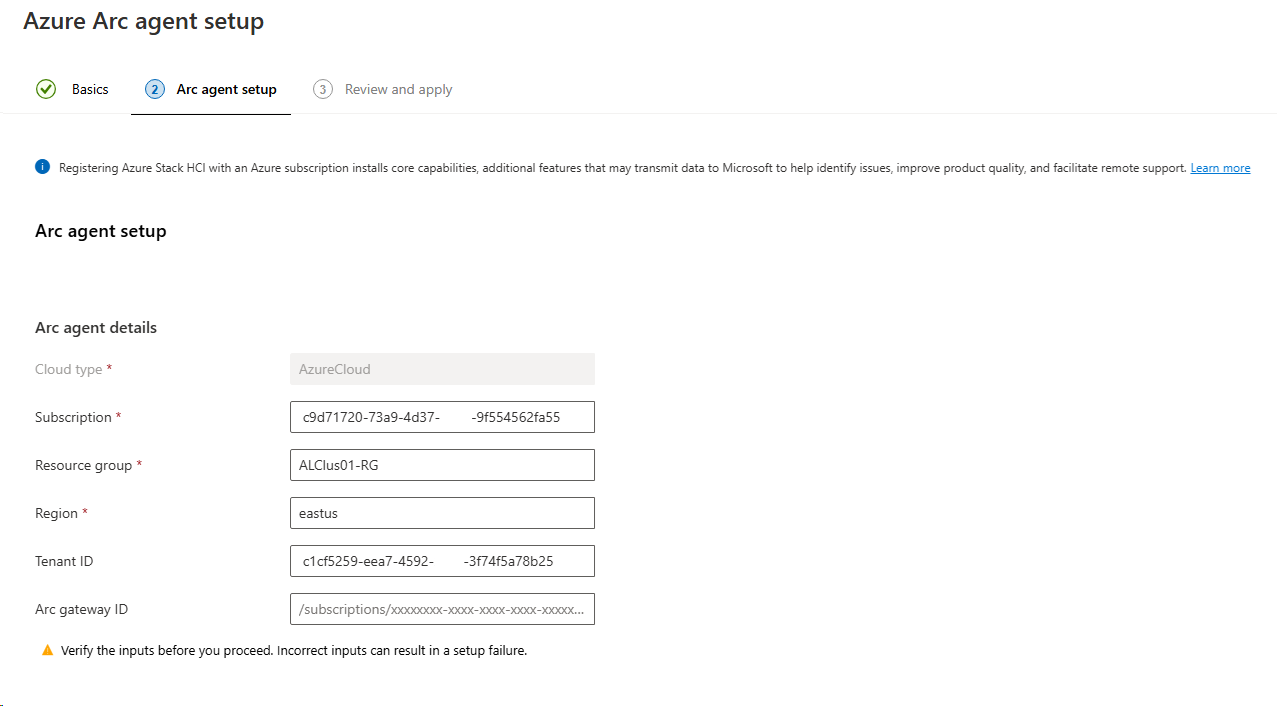 Azure Arc agent setup
Basics
2 Arc agent setup
3 Review and apply
Registering Azure Stack HCI with an Azure subscription installs core capabilities, additional features that may transmit data to Microsoft to help identify issues, improve product quality, and facilitate remote support. Learn more
Arc agent setup
Arc agent details
Cloud type * AzureCloud
Subscription * c9d71720-73a9-4d37- -9f554562fa55
Resource group * ALClus01-RG
Region * eastus
Tenant ID c1cf5259-eea7-4592- -3f74f5a78b25
Arc gateway ID /subscriptions/xxxxxxxx-xxxx-xxxx-xxxx-xxxxx...
Verify the inputs before you proceed. Incorrect inputs can result in a setup failure.